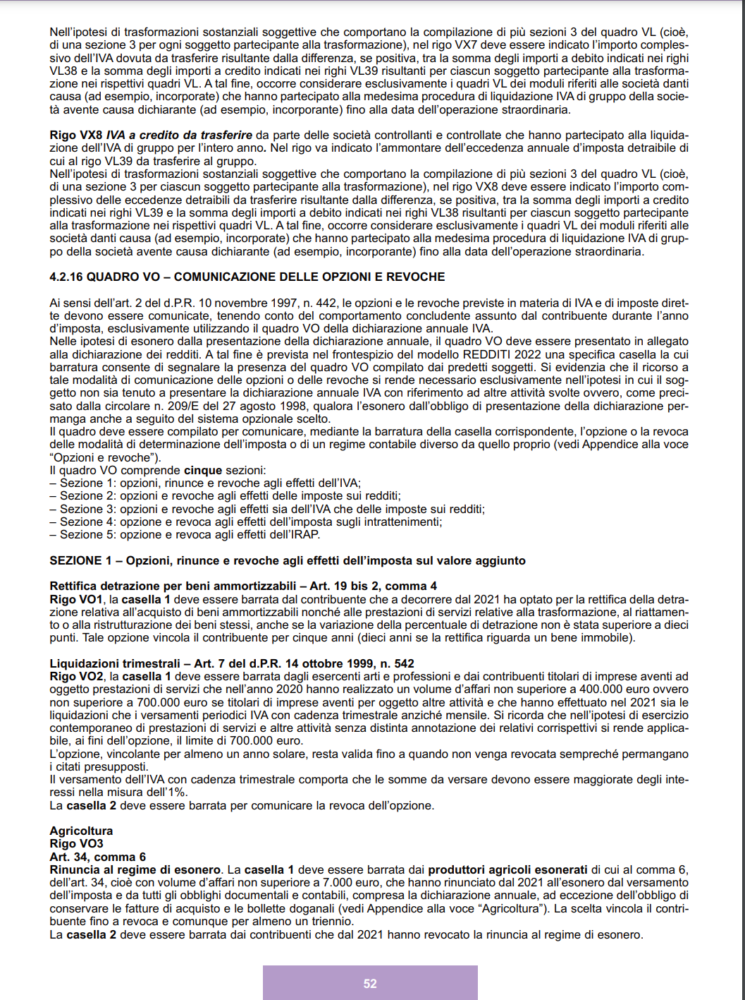 Nell’ipotesi di trasformazioni sostanziali soggettive che comportano la compilazione di più sezioni 3 del quadro VL (cioè,
di una sezione 3 per ogni soggetto partecipante alla trasformazione), nel rigo VX7 deve essere indicato l’importo comples-
sivo dell’IVA dovuta da trasferire risultante dalla differenza, se positiva, tra la somma degli importi a debito indicati nei righi
VL38 e la somma degli importi a credito indicati nei righi VL39 risultanti per ciascun soggetto partecipante alla trasforma-
zione nei rispettivi quadri VL. A tal fine, occorre considerare esclusivamente i quadri VL dei moduli riferiti alle società danti
causa (ad esempio, incorporate) che hanno partecipato alla medesima procedura di liquidazione IVA di gruppo della socie-
tà avente causa dichiarante (ad esempio, incorporante) fino alla data dell’operazione straordinaria.
Rigo VX8 IVA a credito da trasferire da parte delle società controllanti e controllate che hanno partecipato alla liquida-
zione dell’IVA di gruppo per l’intero anno. Nel rigo va indicato l’ammontare dell’eccedenza annuale d’imposta detraibile di
cui al rigo VL39 da trasferire al gruppo.
Nell’ipotesi di trasformazioni sostanziali soggettive che comportano la compilazione di più sezioni 3 del quadro VL (cioè,
di una sezione 3 per ciascun soggetto partecipante alla trasformazione), nel rigo VX8 deve essere indicato l’importo com-
plessivo delle eccedenze detraibili da trasferire risultante dalla differenza, se positiva, tra la somma degli importi a credito
indicati nei righi VL39 e la somma degli importi a debito indicati nei righi VL38 risultanti per ciascun soggetto partecipante
alla trasformazione nei rispettivi quadri VL. A tal fine, occorre considerare esclusivamente i quadri VL dei moduli riferiti alle
società danti causa (ad esempio, incorporate) che hanno partecipato alla medesima procedura di liquidazione IVA di grup-
po della società avente causa dichiarante (ad esempio, incorporante) fino alla data dell’operazione straordinaria.
4.2.16 QUADRO VO – COMUNICAZIONE DELLE OPZIONI E REVOCHE
Ai sensi dell’art. 2 del d.P.R. 10 novembre 1997, n. 442, le opzioni e le revoche previste in materia di IVA e di imposte diret-
te devono essere comunicate, tenendo conto del comportamento concludente assunto dal contribuente durante l’anno
d’imposta, esclusivamente utilizzando il quadro VO della dichiarazione annuale IVA.
Nelle ipotesi di esonero dalla presentazione della dichiarazione annuale, il quadro VO deve essere presentato in allegato
alla dichiarazione dei redditi. A tal fine è prevista nel frontespizio del modello REDDITI 2022 una specifica casella la cui
barratura consente di segnalare la presenza del quadro VO compilato dai predetti soggetti. Si evidenzia che il ricorso a
tale modalità di comunicazione delle opzioni o delle revoche si rende necessario esclusivamente nell’ipotesi in cui il sog-
getto non sia tenuto a presentare la dichiarazione annuale IVA con riferimento ad altre attività svolte ovvero, come preci-
sato dalla circolare n. 209/E del 27 agosto 1998, qualora l’esonero dall’obbligo di presentazione della dichiarazione per-
manga anche a seguito del sistema opzionale scelto.
Il quadro deve essere compilato per comunicare, mediante la barratura della casella corrispondente, l’opzione o la revoca
delle modalità di determinazione dell’imposta o di un regime contabile diverso da quello proprio (vedi Appendice alla voce
“Opzioni e revoche”).
Il quadro VO comprende cinque sezioni:
– Sezione 1: opzioni, rinunce e revoche agli effetti dell’IVA;
– Sezione 2: opzioni e revoche agli effetti delle imposte sui redditi;
– Sezione 3: opzioni e revoche agli effetti sia dell’IVA che delle imposte sui redditi;
– Sezione 4: opzione e revoca agli effetti dell’imposta sugli intrattenimenti;
– Sezione 5: opzione e revoca agli effetti dell’IRAP.
SEZIONE 1 – Opzioni, rinunce e revoche agli effetti dell’imposta sul valore aggiunto
Rettifica detrazione per beni ammortizzabili – Art. 19 bis 2, comma 4
Rigo VO1, la casella 1 deve essere barrata dal contribuente che a decorrere dal 2021 ha optato per la rettifica della detra-
zione relativa all’acquisto di beni ammortizzabili nonché alle prestazioni di servizi relative alla trasformazione, al riattamen-
to o alla ristrutturazione dei beni stessi, anche se la variazione della percentuale di detrazione non è stata superiore a dieci
punti. Tale opzione vincola il contribuente per cinque anni (dieci anni se la rettifica riguarda un bene immobile).
Liquidazioni trimestrali – Art. 7 del d.P.R. 14 ottobre 1999, n. 542
Rigo VO2, la casella 1 deve essere barrata dagli esercenti arti e professioni e dai contribuenti titolari di imprese aventi ad
oggetto prestazioni di servizi che nell’anno 2020 hanno realizzato un volume d’affari non superiore a 400.000 euro ovvero
non superiore a 700.000 euro se titolari di imprese aventi per oggetto altre attività e che hanno effettuato nel 2021 sia le
liquidazioni che i versamenti periodici IVA con cadenza trimestrale anziché mensile. Si ricorda che nell’ipotesi di esercizio
contemporaneo di prestazioni di servizi e altre attività senza distinta annotazione dei relativi corrispettivi si rende applica-
bile, ai fini dell’opzione, il limite di 700.000 euro.
L’opzione, vincolante per almeno un anno solare, resta valida fino a quando non venga revocata sempreché permangano
i citati presupposti.
Il versamento dell’IVA con cadenza trimestrale comporta che le somme da versare devono essere maggiorate degli inte-
ressi nella misura dell’1%.
La casella 2 deve essere barrata per comunicare la revoca dell’opzione.
Agricoltura
Rigo VO3
Art. 34, comma 6
Rinuncia al regime di esonero. La casella 1 deve essere barrata dai produttori agricoli esonerati di cui al comma 6,
dell’art. 34, cioè con volume d’affari non superiore a 7.000 euro, che hanno rinunciato dal 2021 all’esonero dal versamento
dell’imposta e da tutti gli obblighi documentali e contabili, compresa la dichiarazione annuale, ad eccezione dell’obbligo di
conservare le fatture di acquisto e le bollette doganali (vedi Appendice alla voce “Agricoltura”). La scelta vincola il contri-
buente fino a revoca e comunque per almeno un triennio.
La casella 2 deve essere barrata dai contribuenti che dal 2021 hanno revocato la rinuncia al regime di esonero.
52